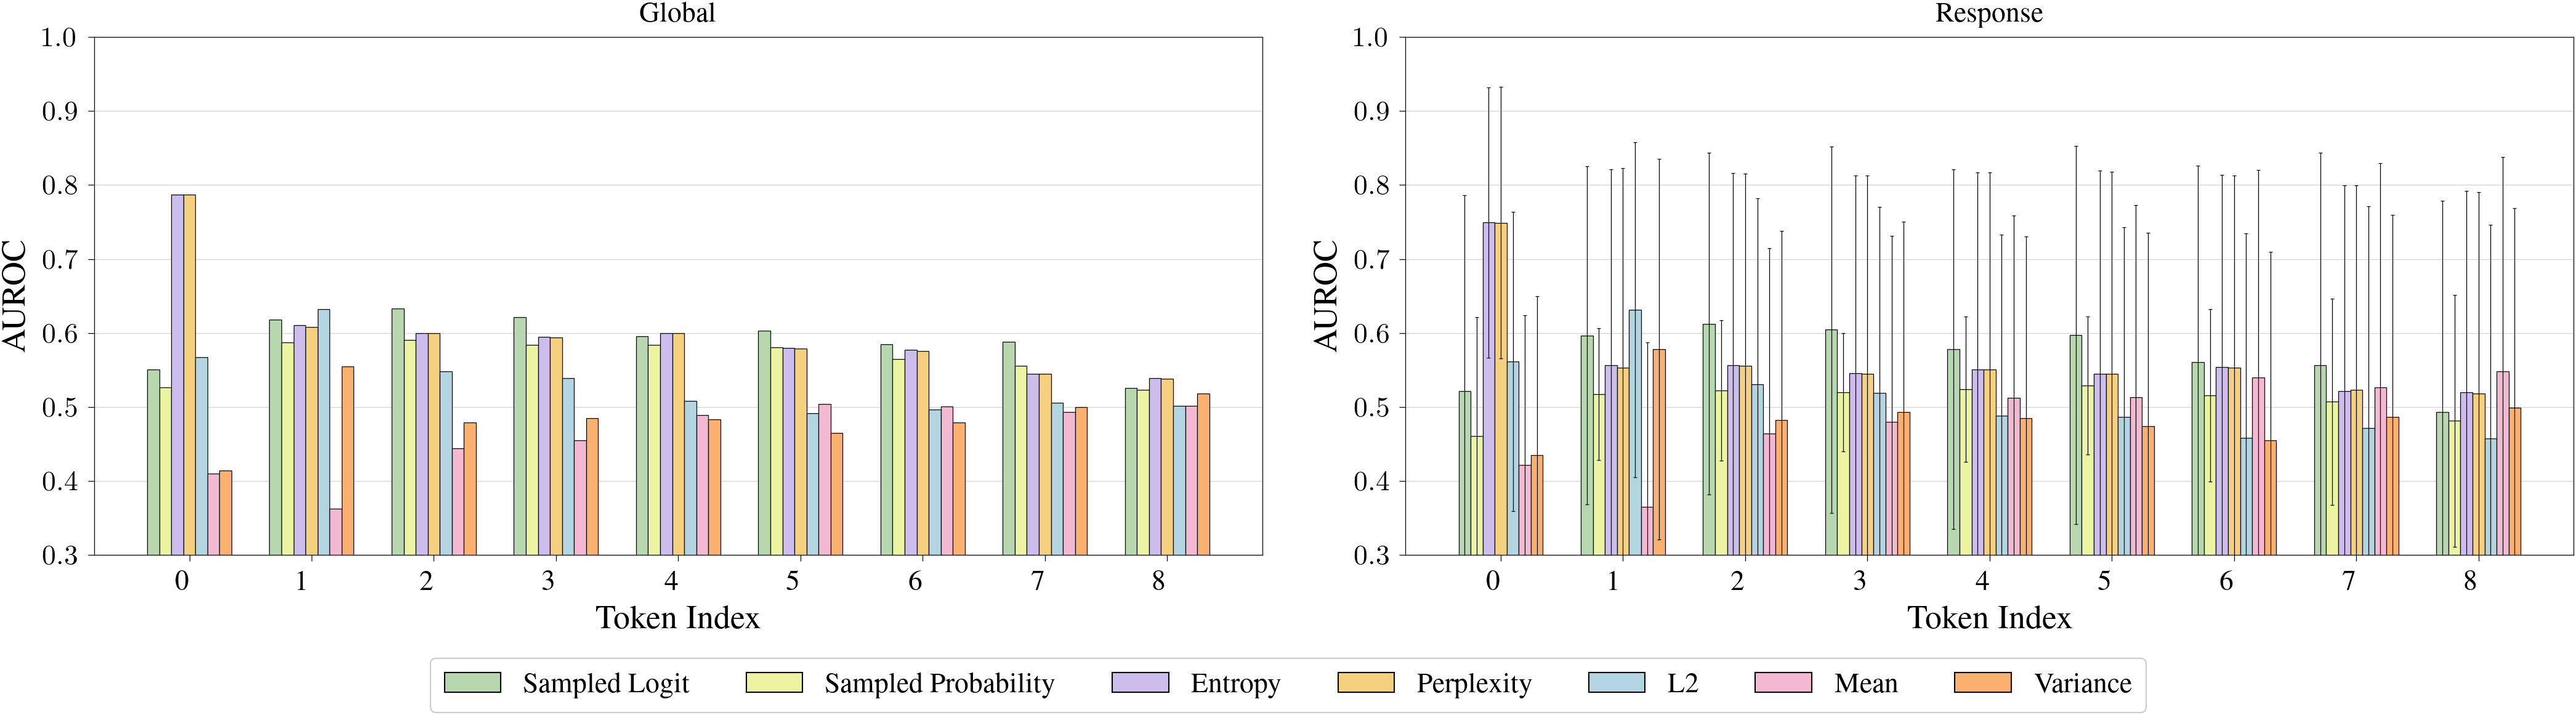 Global
1.0
0.9
0.8
0.7
0.6
0.5
0.4
0.3
AUROC
0 1 2 3 4 5 6 7 8
Token Index
Response
1.0
0.9
0.8
0.7
0.6
0.5
0.4
0.3
AUROC
0 1 2 3 4 5 6 7 8
Token Index
Sampled Logit Sampled Probability Entropy Perplexity L2 Mean Variance